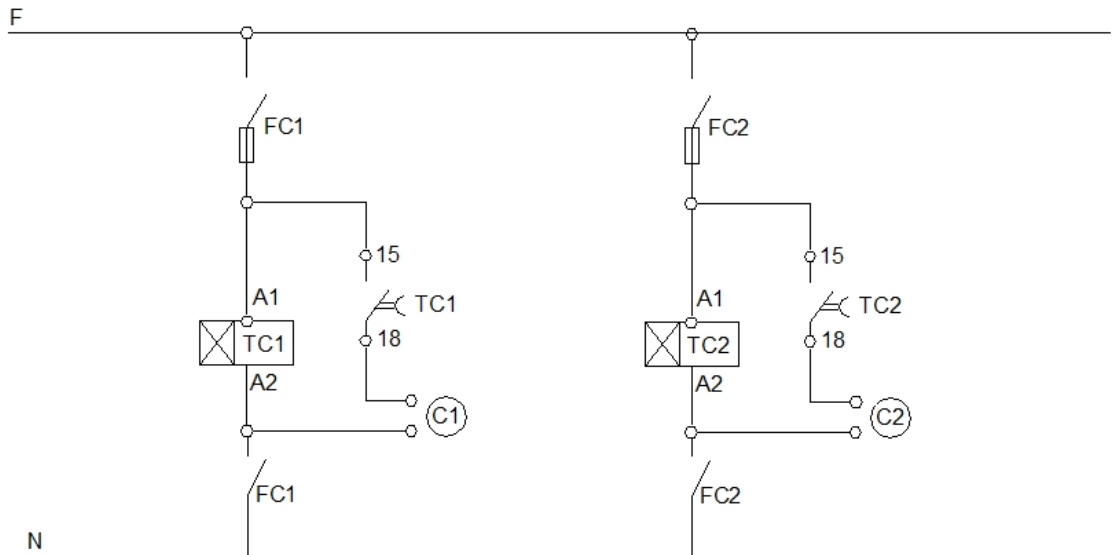 F
FC1 FC2
15 15
A1 TC1 A1 TC2
TC1 18 TC2 18
A2 A2
C1 C2
FC1 FC2
N